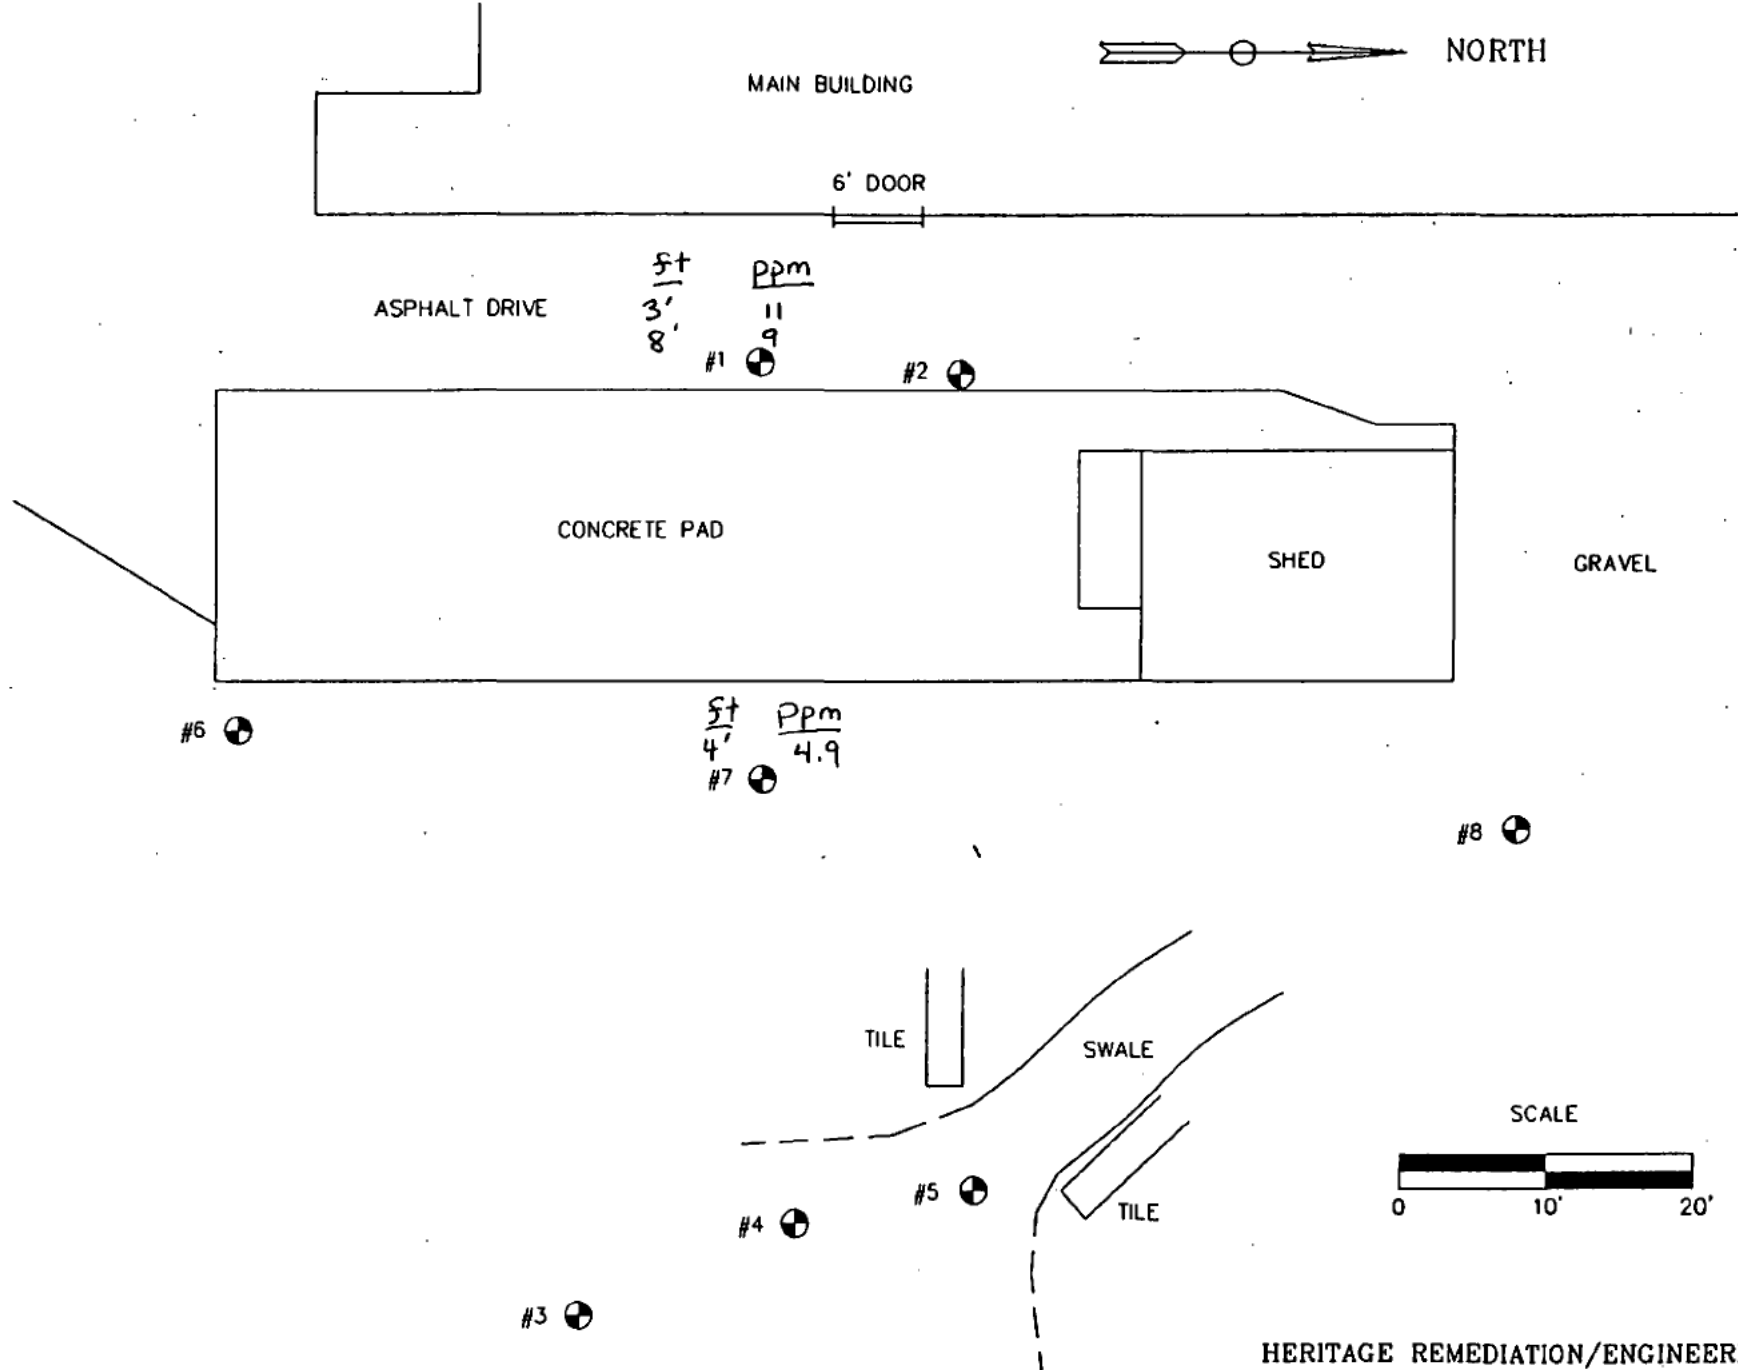 NORTH
MAIN BUILDING
6' DOOR
ft ppm
ASPHALT DRIVE
3' 11
8' 9
#1
#2
CONCRETE PAD
SHED
GRAVEL
#6
ft Ppm
4' 4.9
#7
#8
TILE
SWALE
SCALE
0 10' 20'
#5
TILE
#4
#3
HERITAGE REMEDIATION/ENGINEER